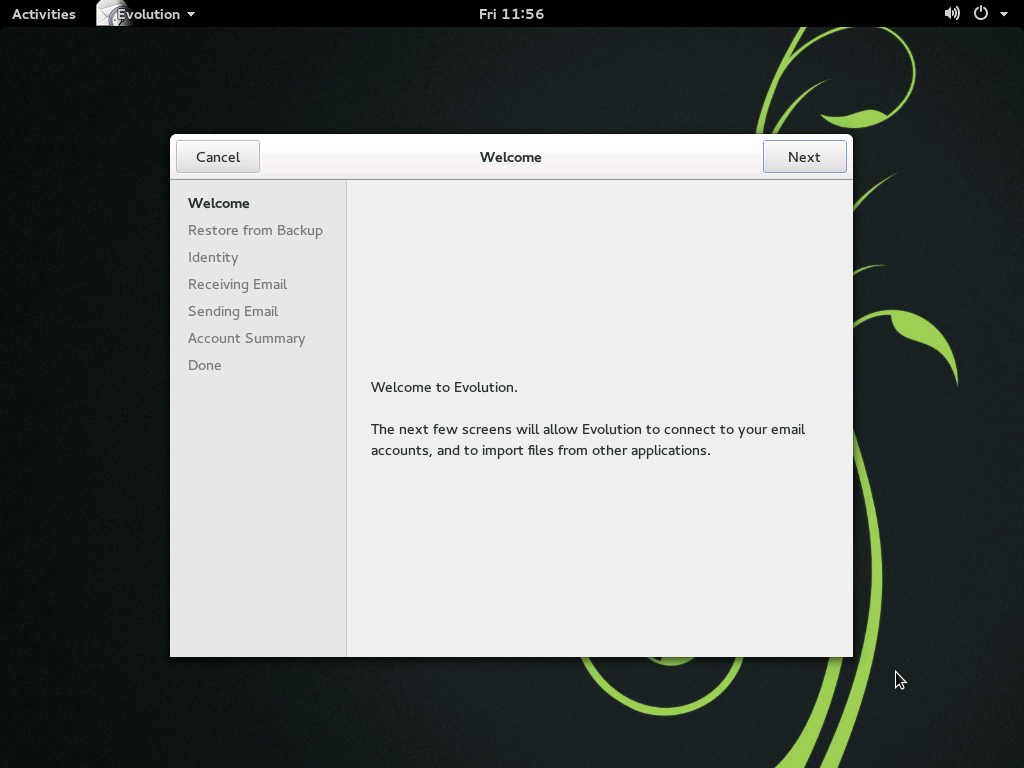 Activities Evolution Fri 11:56
Cancel Welcome Next
Welcome
Restore from Backup
Identity
Receiving Email
Sending Email
Account Summary
Done
Welcome to Evolution.
The next few screens will allow Evolution to connect to your email
accounts, and to import files from other applications.